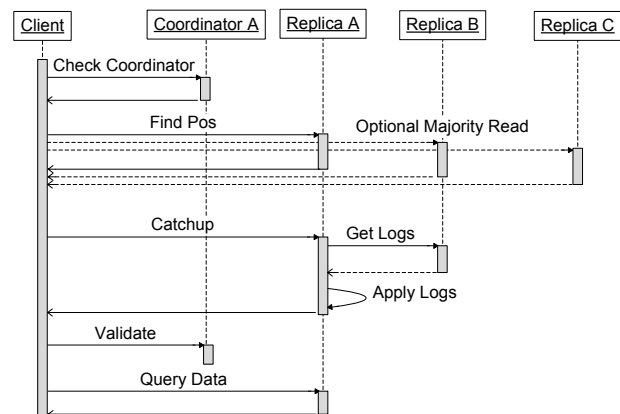 Client
Coordinator A
Replica A
Replica B
Replica C
Check Coordinator
Find Pos
Optional Majority Read
Catchup
Get Logs
Apply Logs
Validate
Query Data